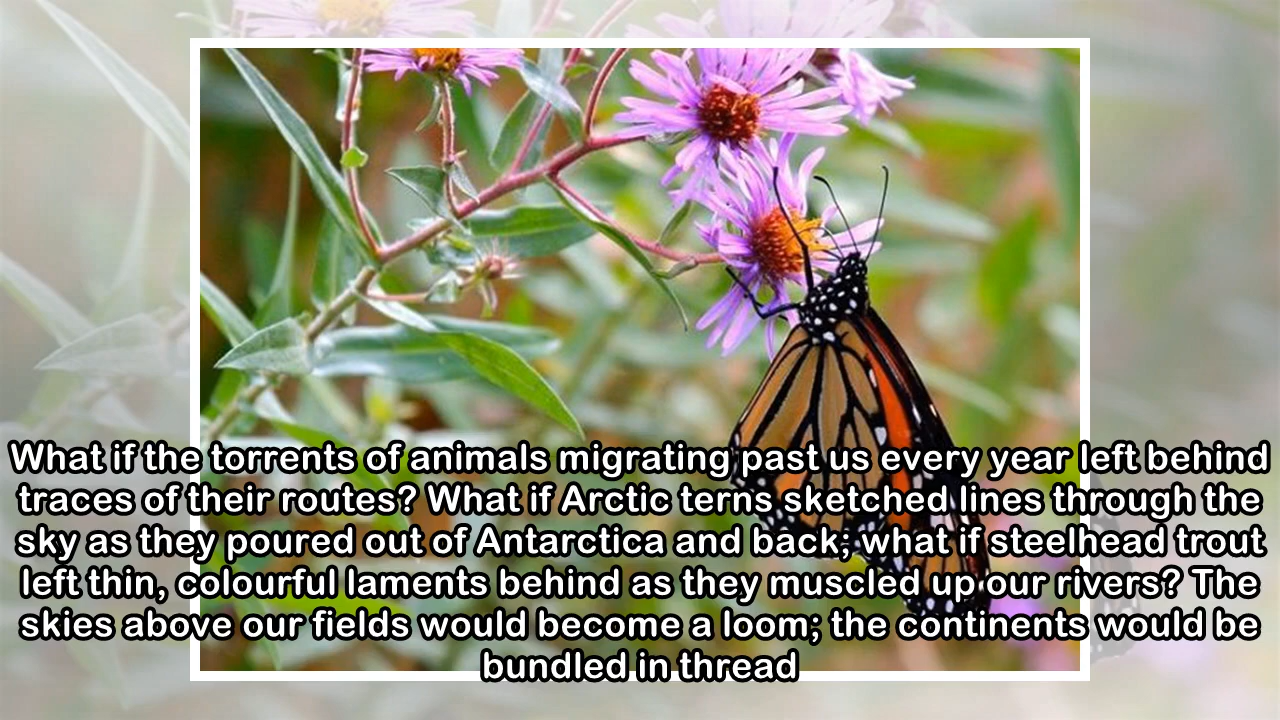 What if the torrents of animals migrating past us every year left behind
traces of their routes? What if Arctic terns sketched lines through the
sky as they poured out of Antarctica and back; what if steelhead trout
left thin, colourful laments behind as they muscled up our rivers? The
skies above our fields would become a loom; the continents would be
bundled in thread